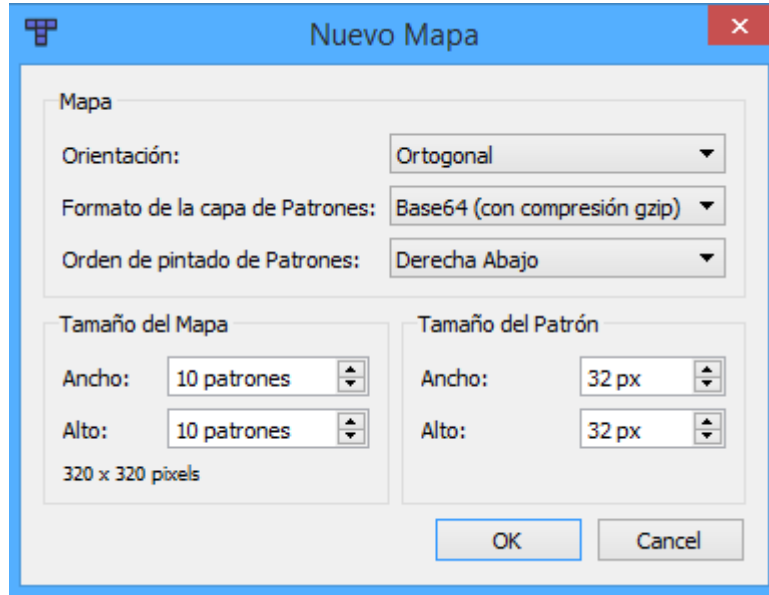 Nuevo Mapa
Mapa
Orientación: Ortogonal
Formato de la capa de Patrones: Base64 (con compresión gzip)
Orden de pintado de Patrones: Derecha Abajo
Tamaño del Mapa
Ancho: 10 patrones
Alto: 10 patrones
320 x 320 pixels
Tamaño del Patrón
Ancho: 32 px
Alto: 32 px
OK Cancel